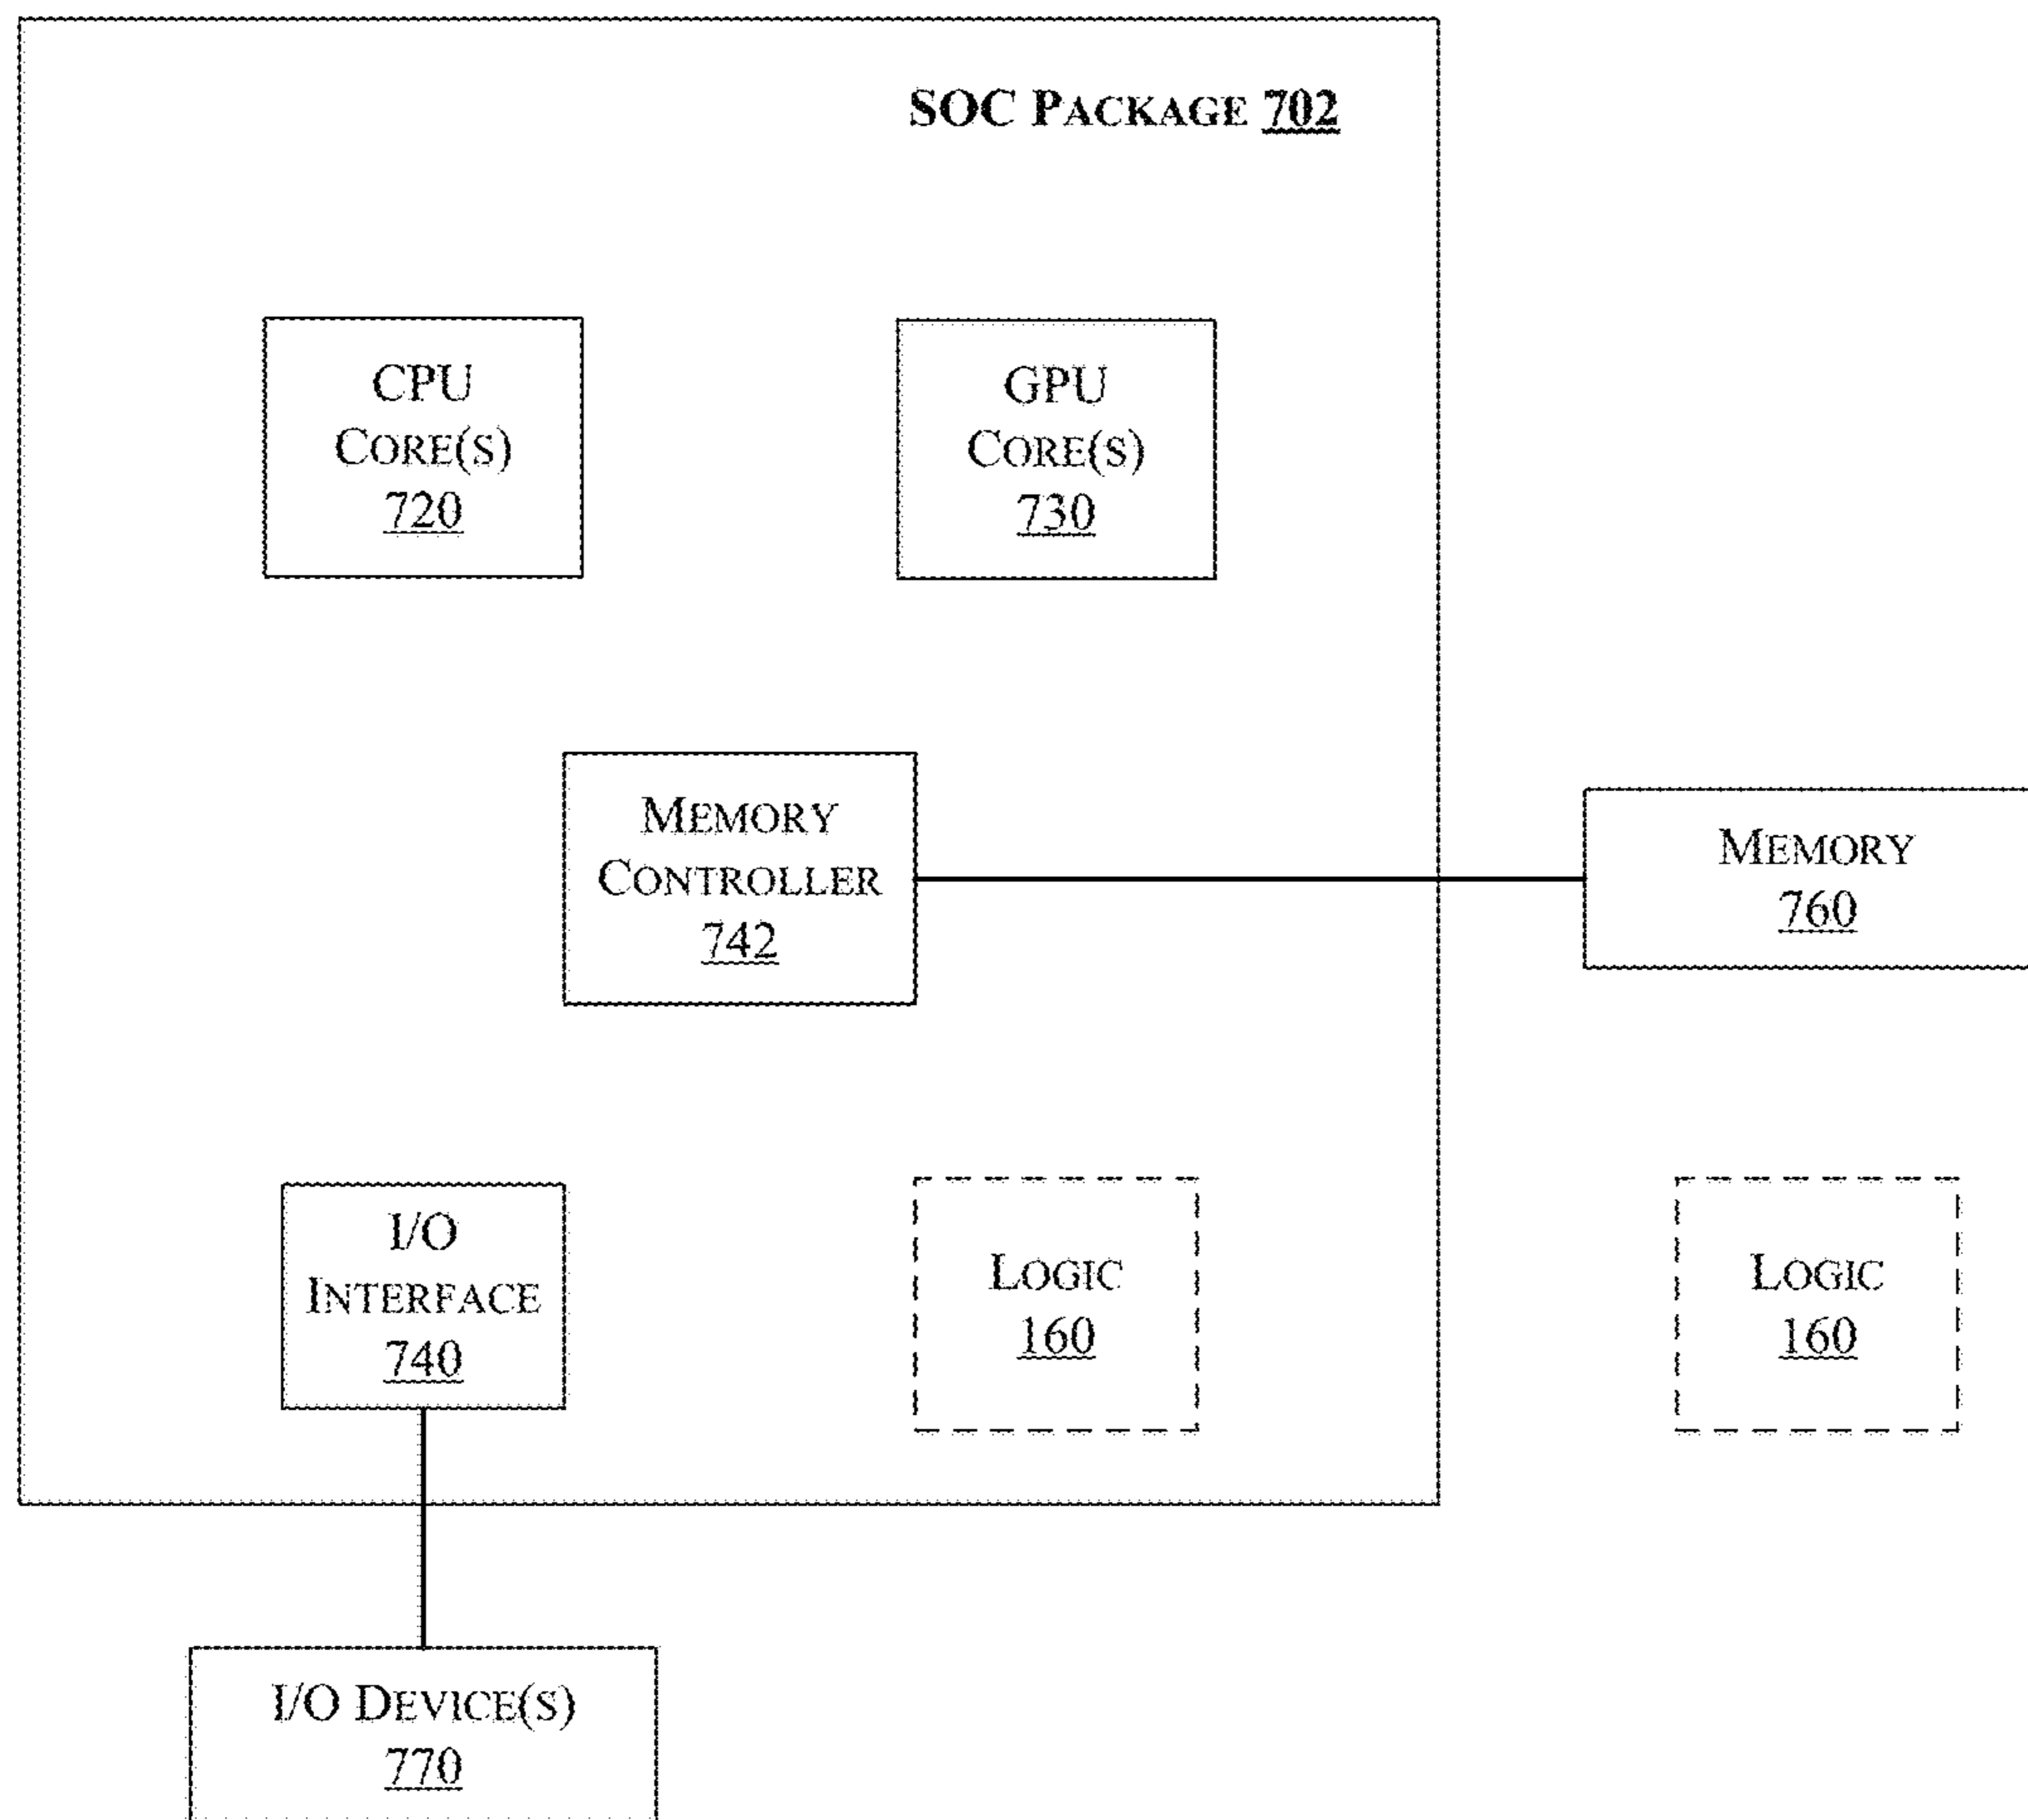 SOC PACKAGE 702
CPU
CORE(S)
720
GPU
CORE(S)
730
MEMORY
CONTROLLER
742
MEMORY
760
I/O
INTERFACE
740
LOGIC
160
LOGIC
160
I/O DEVICE(S)
770